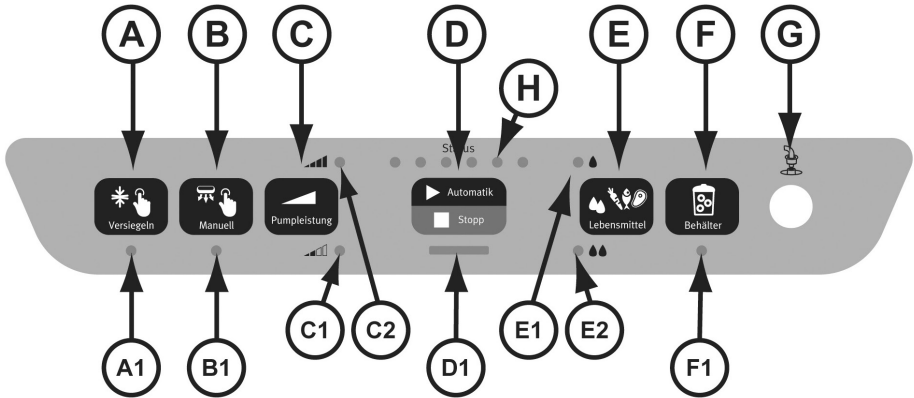 A B C D E F G
H
Status
Versiegeln Manuell Pumpleistung Automatik Lebensmittel Behälter
Stopp
C1 C2 E1 E2
A1 B1 D1 F1